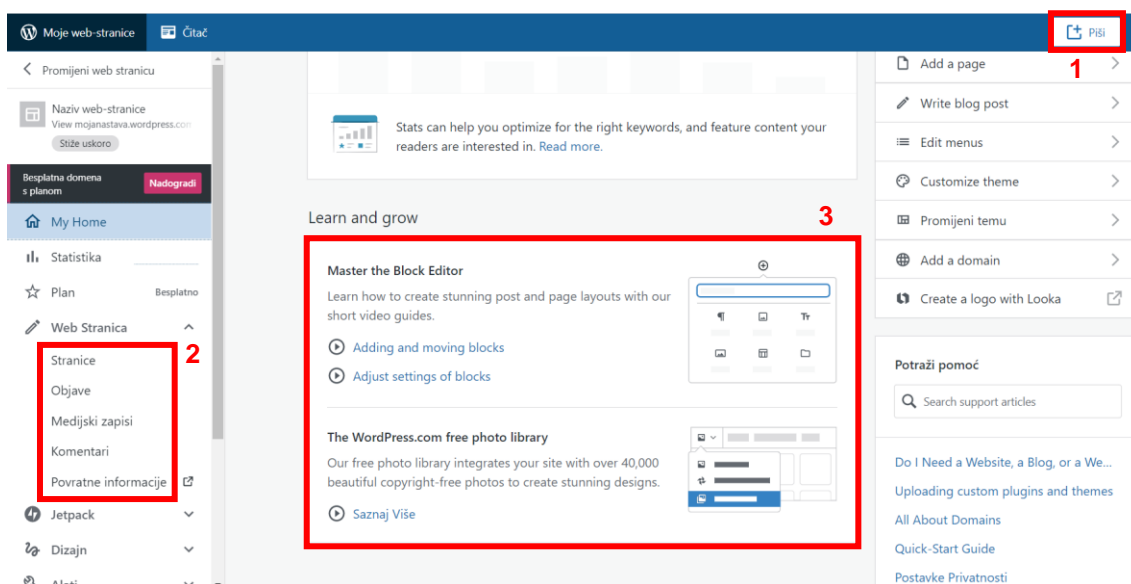 Moje web-stranice
Čitač
Piši
1
Promijeni web stranicu
Naziv web-stranice
View mojanastava.wordpress.com
Stiže uskoro
Besplatna domena
s planom
Nadogradi
My Home
Statistika
Plan
Besplatno
Web Stranica
2
Stranice
Objave
Medijski zapisi
Komentari
Povratne informacije
Jetpack
Dizajn
Alati
Stats can help you optimize for the right keywords, and feature content your
readers are interested in. Read more.
Learn and grow
3
Master the Block Editor
Learn how to create stunning post and page layouts with our
short video guides.
Adding and moving blocks
Adjust settings of blocks
The WordPress.com free photo library
Our free photo library integrates your site with over 40,000
beautiful copyright-free photos to create stunning designs.
Saznaj Više
Add a page
Write blog post
Edit menus
Customize theme
Promijeni temu
Add a domain
Create a logo with Looka
Potraži pomoć
Search support articles
Do I Need a Website, a Blog, or a We...
Uploading custom plugins and themes
All About Domains
Quick-Start Guide
Postavke Privatnosti